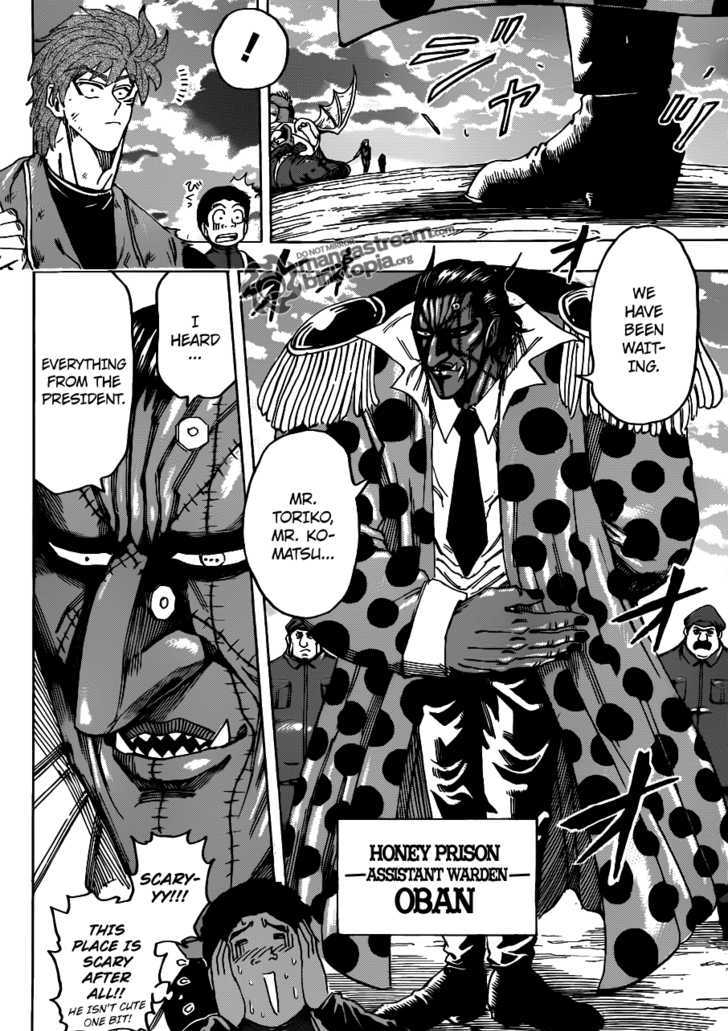 !
DO NOT MIRROR
mangastream.com
binktopia.org
WE
HAVE
BEEN
WAIT-
ING.
MR.
TORIKO,
MR. KO-
MATSU...
I
HEARD
...
EVERYTHING
FROM THE
PRESIDENT.
HONEY PRISON
ASSISTANT WARDEN
OBAN
SCARY-
YY!!!
THIS
PLACE IS
SCARY
AFTER
ALL!!
HE ISN'T CUTE
ONE BIT!